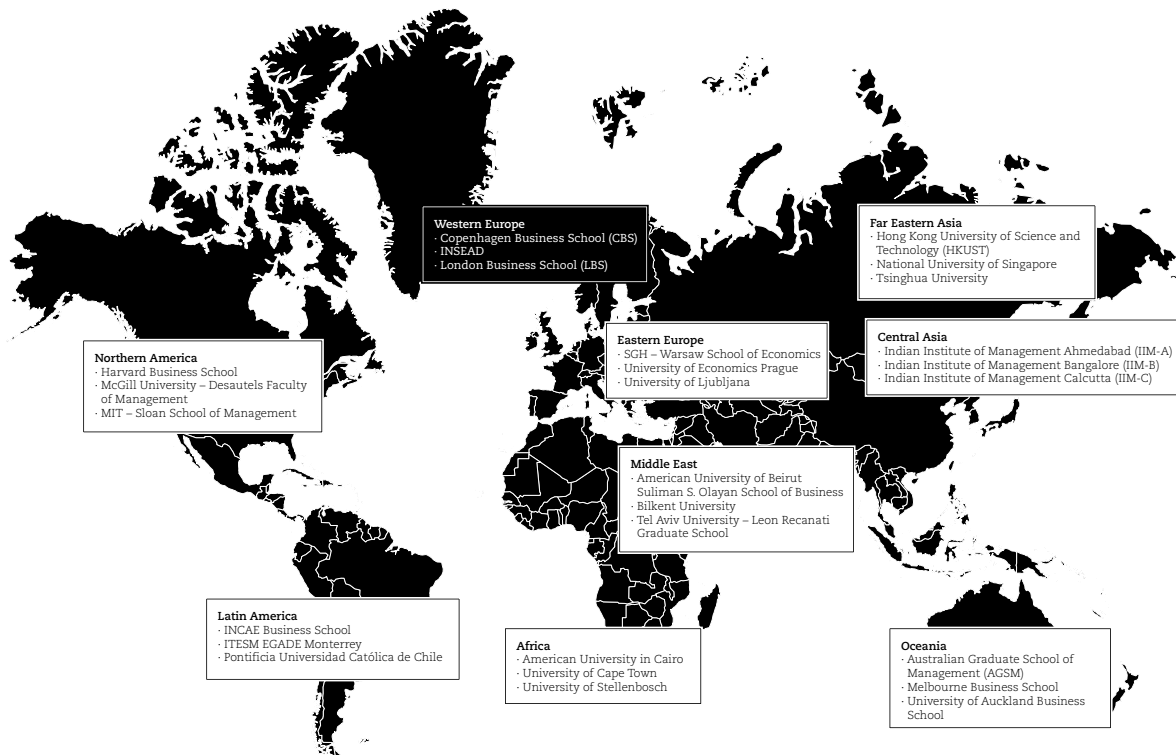 Western Europe
· Copenhagen Business School (CBS)
· INSEAD
· London Business School (LBS)
Far Eastern Asia
· Hong Kong University of Science and
Technology (HKUST)
· National University of Singapore
· Tsinghua University
Eastern Europe
· SGH – Warsaw School of Economics
· University of Economics Prague
· University of Ljubljana
Central Asia
· Indian Institute of Management Ahmedabad (IIM-A)
· Indian Institute of Management Bangalore (IIM-B)
· Indian Institute of Management Calcutta (IIM-C)
Northern America
· Harvard Business School
· McGill University – Desautels Faculty
of Management
· MIT – Sloan School of Management
Middle East
· American University of Beirut
Suliman S. Olayan School of Business
· Bilkent University
· Tel Aviv University – Leon Recanati
Graduate School
Latin America
· INCAE Business School
· ITESM EGADE Monterrey
· Pontificia Universidad Católica de Chile
Africa
· American University in Cairo
· University of Cape Town
· University of Stellenbosch
Oceania
· Australian Graduate School of
Management (AGSM)
· Melbourne Business School
· University of Auckland Business
School